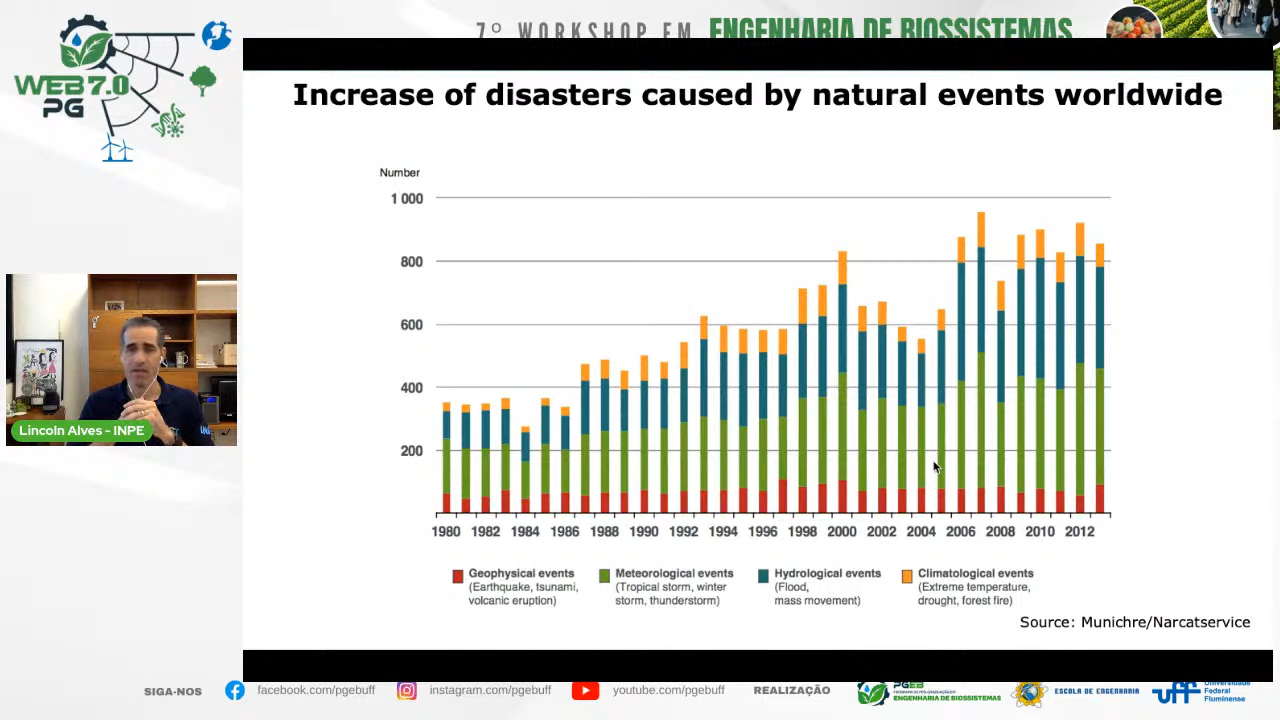 7º WORKSHOP EM ENGENHARIA DE BIOSSISTEMAS
WEB 7.0
PG
Increase of disasters caused by natural events worldwide
Number
1 000
800
600
400
200
1980 1982 1984 1986 1988 1990 1992 1994 1996 1998 2000 2002 2004 2006 2008 2010 2012
Geophysical events
(Earthquake, tsunami,
volcanic eruption)
Meteorological events
(Tropical storm, winter
storm, thunderstorm)
Hydrological events
(Flood,
mass movement)
Climatological events
(Extreme temperature,
drought, forest fire)
Source: Munichre/Narcatservice
Lincoln Alves - INPE
SIGA-NOS
facebook.com/pgebuff
instagram.com/pgebuff
youtube.com/pgebuff
REALIZAÇÃO
PGEB
ENGENHARIA DE BIOSSISTEMAS
ESCOLA DE ENGENHARIA
uff
Universidade
Federal
Fluminense